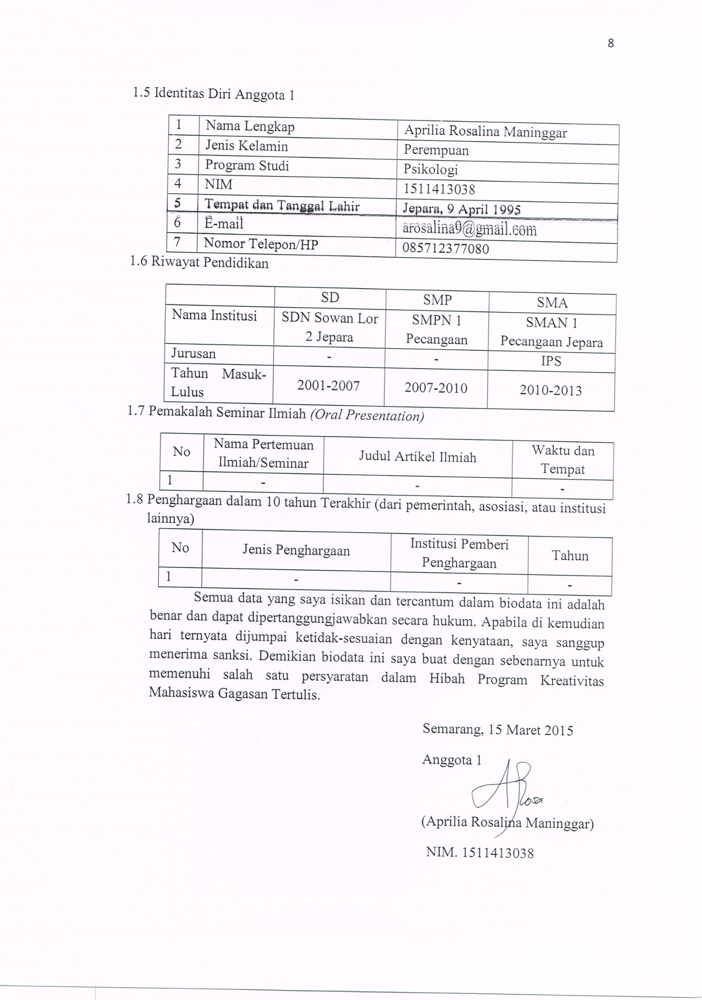 8
1.5 Identitas Diri Anggota 1
1 Nama Lengkap Aprilia Rosalina Maninggar
2 Jenis Kelamin Perempuan
3 Program Studi Psikologi
4 NIM 1511413038
5 Tempat dan Tanggal Lahir Jepara, 9 April 1995
6 E-mail arosalina9@gmail.com
7 Nomor Telepon/HP 085712377080
1.6 Riwayat Pendidikan
SD SMP SMA
Nama Institusi SDN Sowan Lor SMPN 1 SMAN 1
2 Jepara Pecangaan Pecangaan Jepara
Jurusan - - IPS
Tahun Masuk-
Lulus 2001-2007 2007-2010 2010-2013
1.7 Pemakalah Seminar Ilmiah (Oral Presentation)
No Nama Pertemuan Judul Artikel Ilmiah Waktu dan
Ilmiah/Seminar Tempat
1 - - -
1.8 Penghargaan dalam 10 tahun Terakhir (dari pemerintah, asosiasi, atau institusi
lainnya)
No Jenis Penghargaan Institusi Pemberi Tahun
Penghargaan
1 - - -
Semua data yang saya isikan dan tercantum dalam biodata ini adalah
benar dan dapat dipertanggungjawabkan secara hukum. Apabila di kemudian
hari ternyata dijumpai ketidak-sesuaian dengan kenyataan, saya sanggup
menerima sanksi. Demikian biodata ini saya buat dengan sebenarnya untuk
memenuhi salah satu persyaratan dalam Hibah Program Kreativitas
Mahasiswa Gagasan Tertulis.
Semarang, 15 Maret 2015
Anggota 1
ARosa
(Aprilia Rosalina Maninggar)
NIM. 1511413038